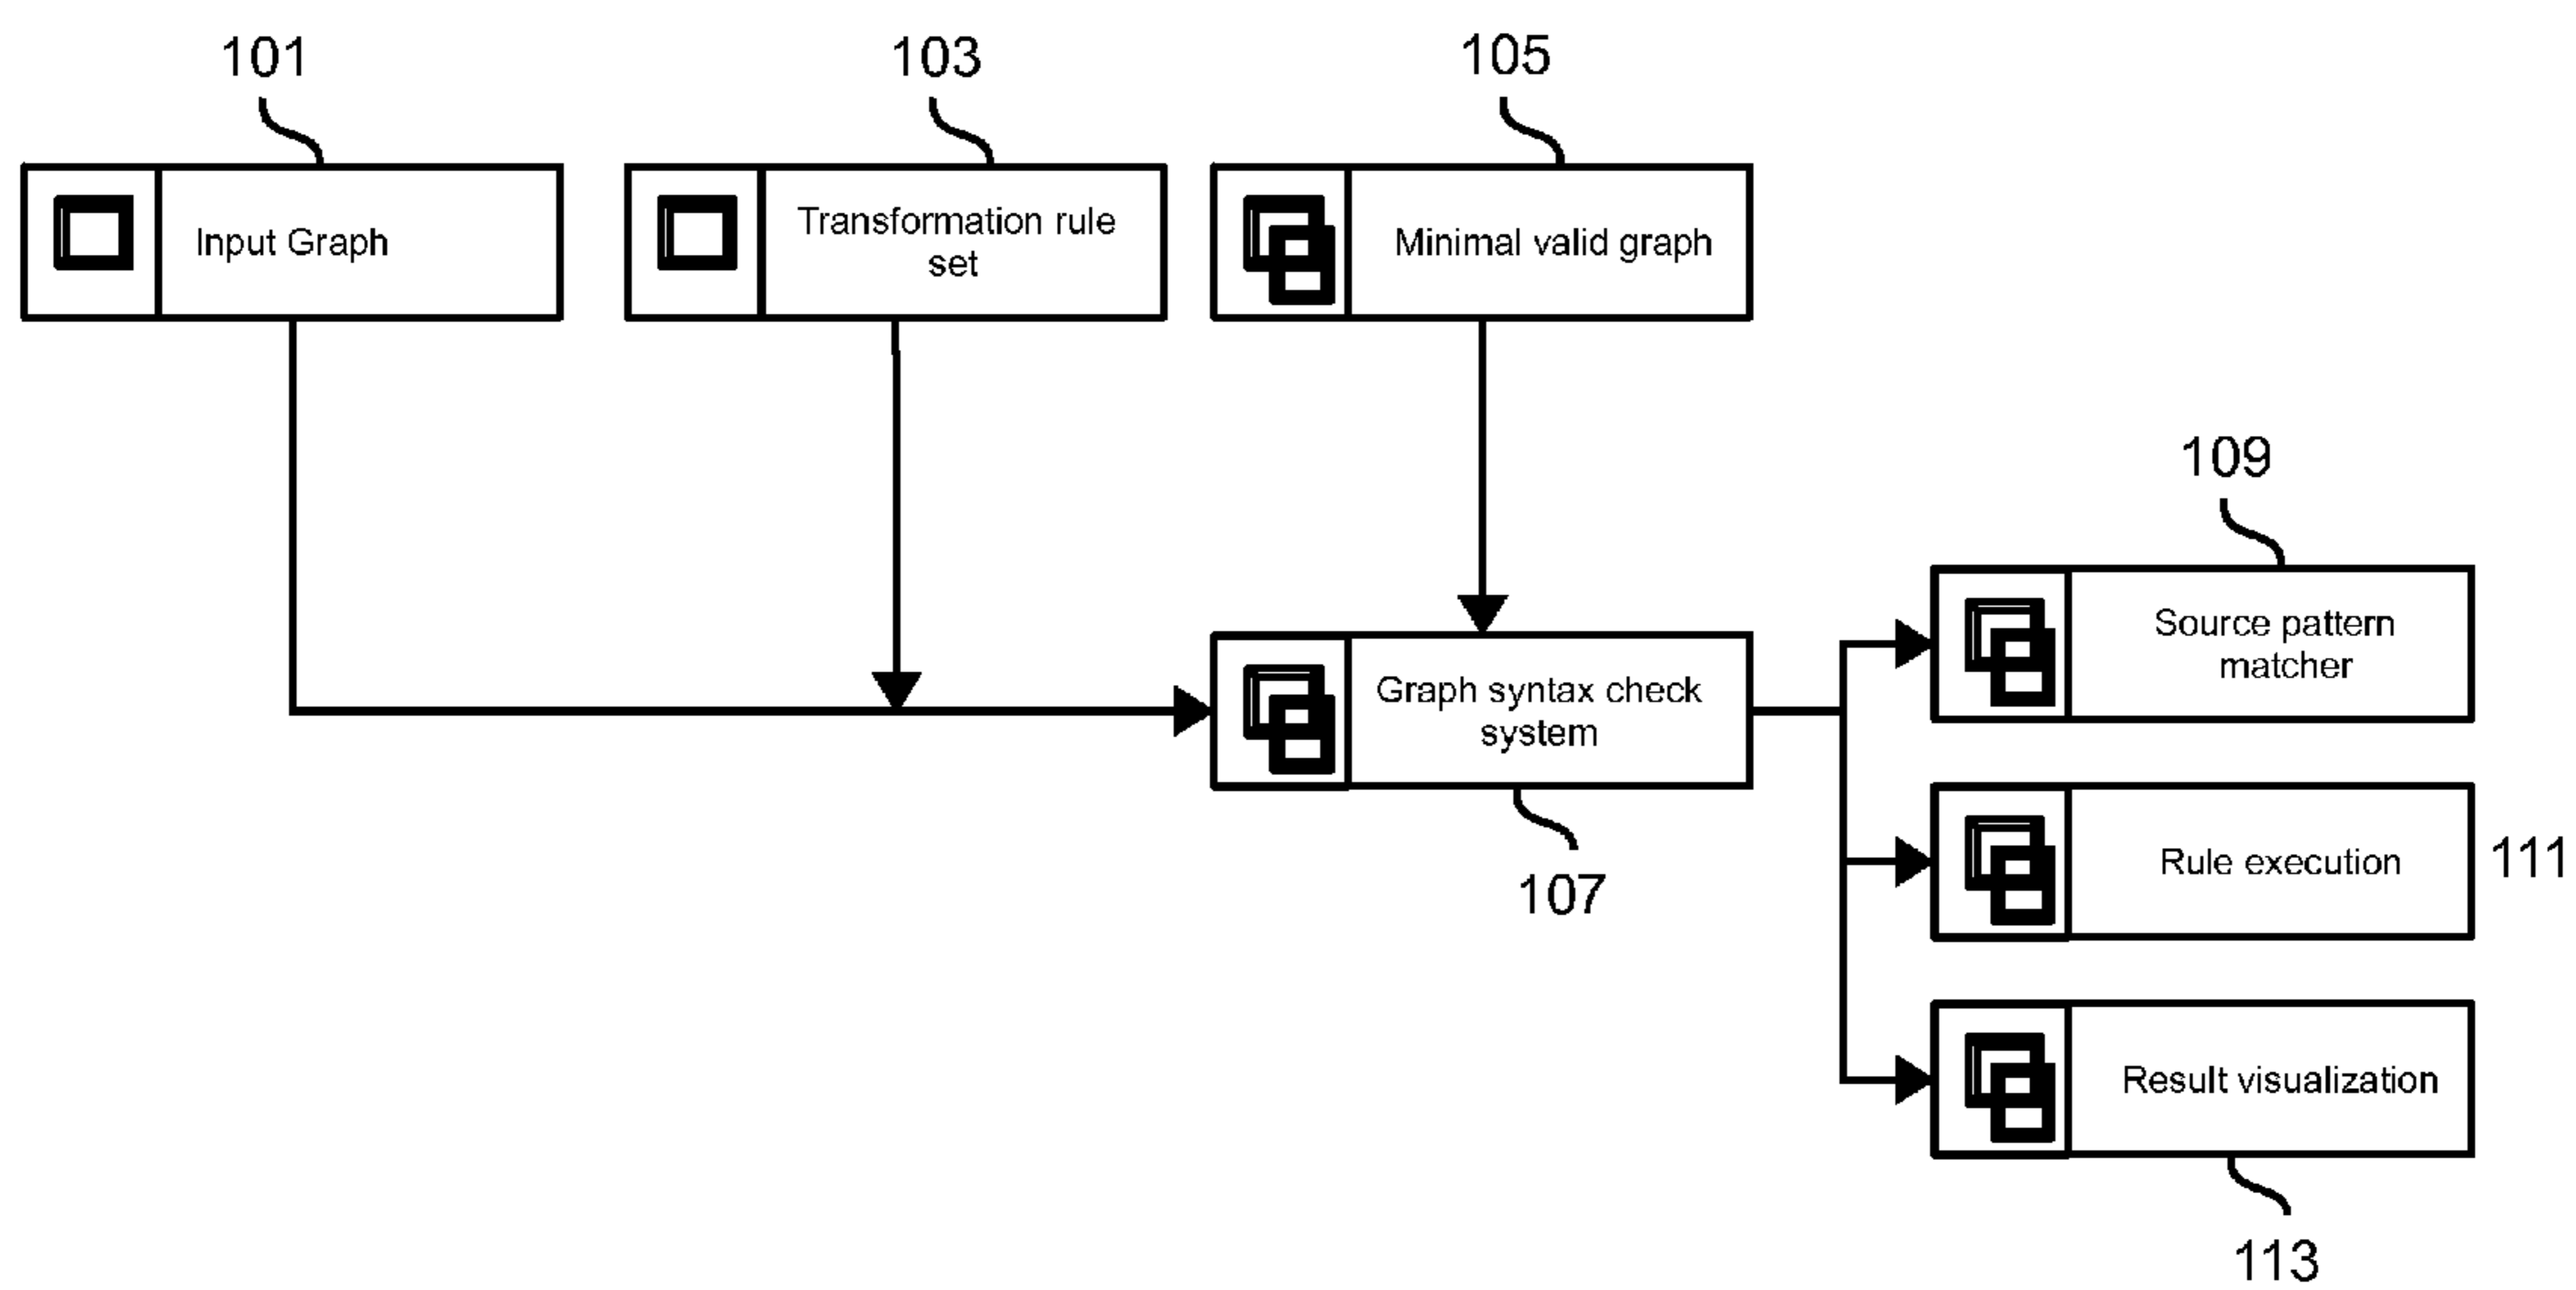 101
103
105
Input Graph
Transformation rule
set
Minimal valid graph
109
Source pattern
matcher
Graph syntax check
system
107
Rule execution
111
Result visualization
113